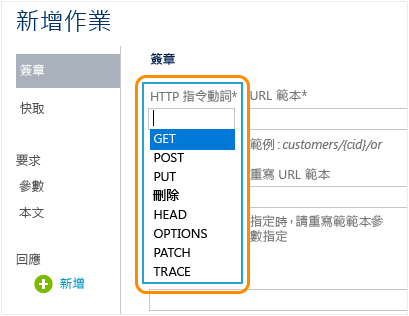 新增作業
簽章
快取
要求
參數
本文
回應
新增
簽章
HTTP 指令動詞* URL 範本*
GET
POST
PUT
刪除
HEAD
OPTIONS
PATCH
TRACE
範例 : customers/{cid}/or
重寫 URL 範本
指定時，請重寫範範本參
數指定